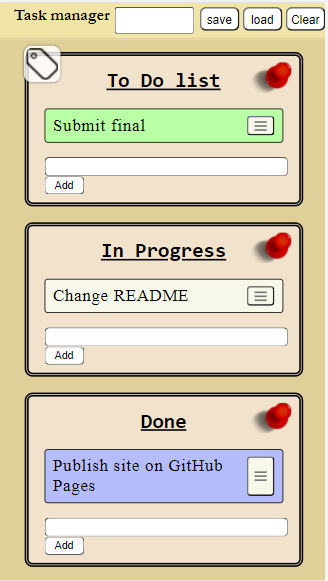 Task manager save load Clear
To Do list
Submit final
Add
In Progress
Change README
Add
Done
Publish site on GitHub
Pages
Add